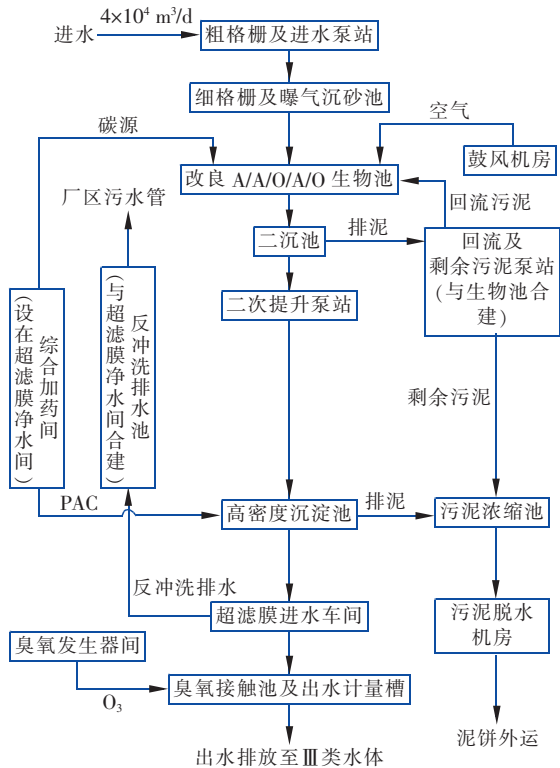 进水
4×10⁴ m³/d
粗格栅及进水泵站
细格栅及曝气沉砂池
碳源
空气
鼓风机房
改良 A/A/O/A/O 生物池
厂区污水管
回流污泥
二沉池
排泥
回流及
剩余污泥泵站
(与生物池合
建)
二次提升泵站
综合加药间
(设在超滤膜净水间)
反冲洗排水池
(与超滤膜净水间合建)
剩余污泥
PAC
高密度沉淀池
排泥
污泥浓缩池
反冲洗排水
超滤膜进水车间
污泥脱水
机房
臭氧发生器间
O₃
臭氧接触池及出水计量槽
泥饼外运
出水排放至Ⅲ类水体